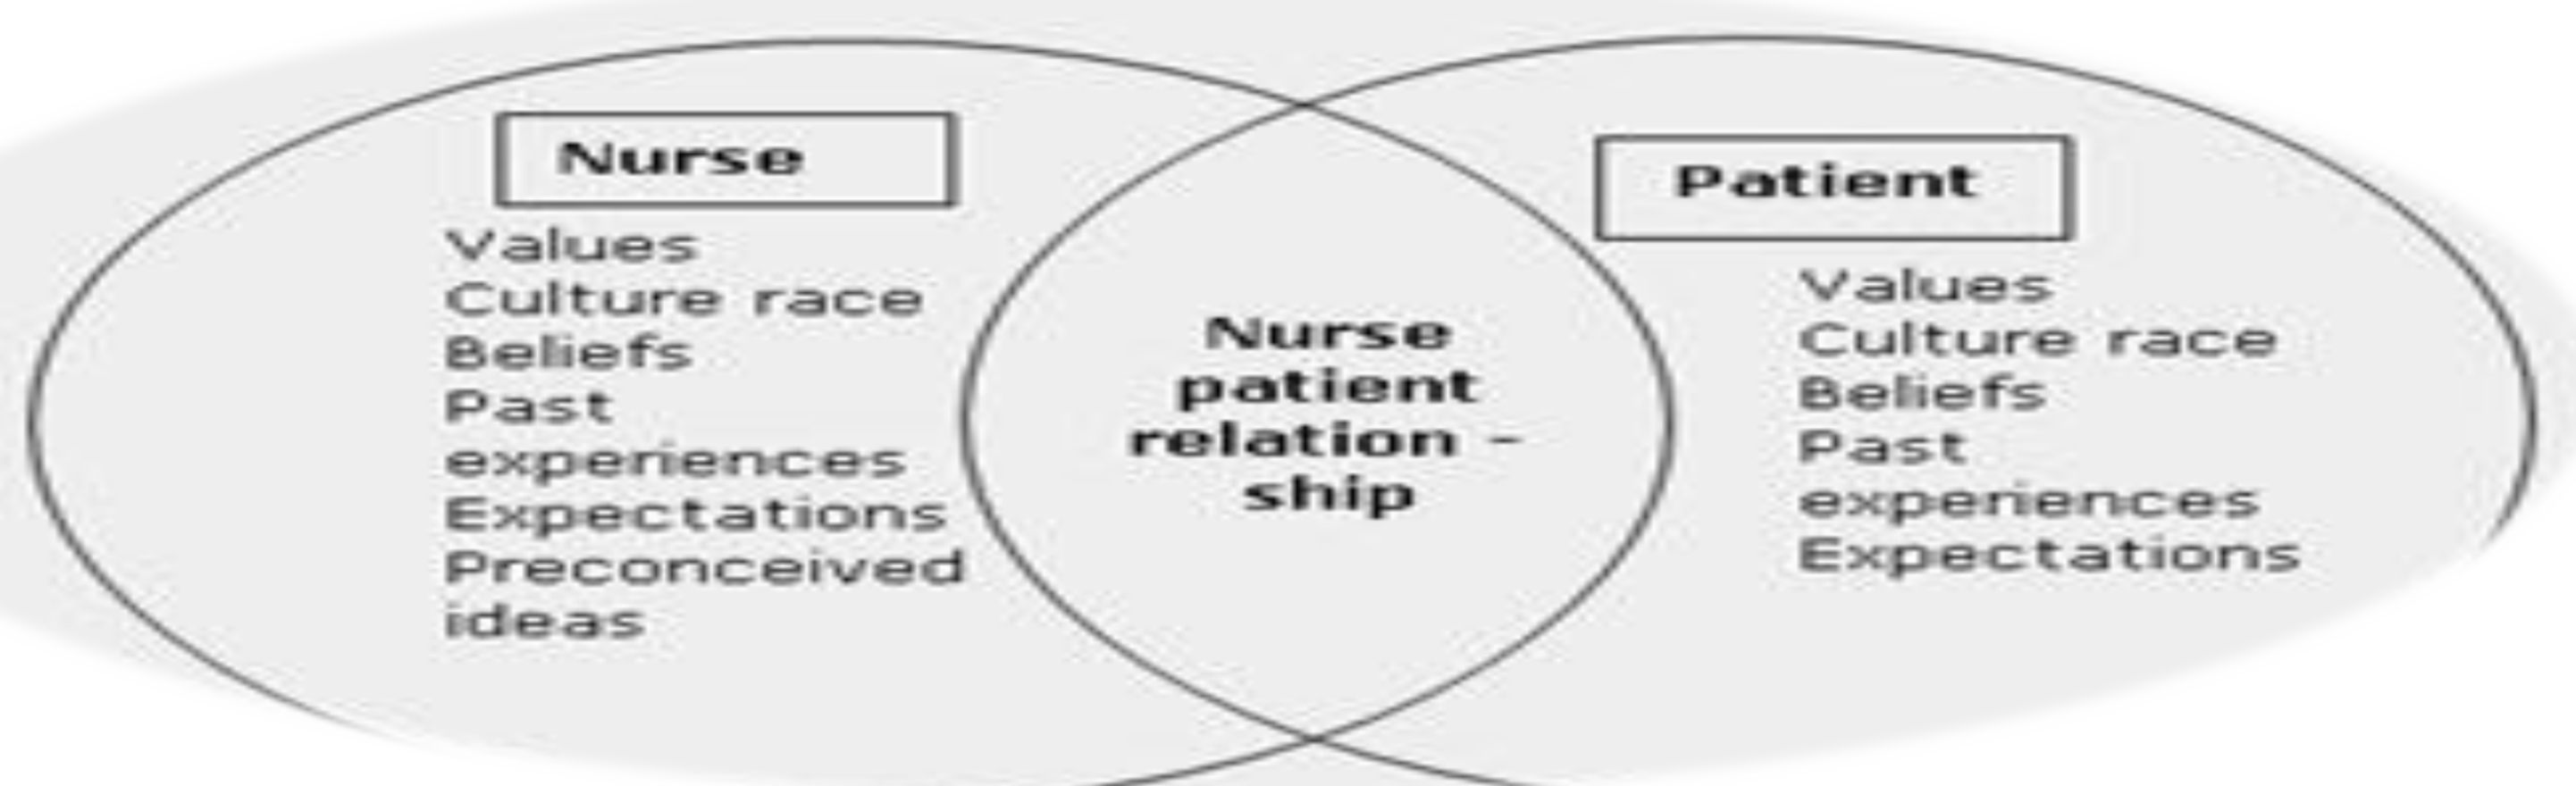 Nurse
Values
Culture race
Beliefs
Past
experiences
Expectations
Preconceived
ideas
Nurse
patient
relation -
ship
Patient
Values
Culture race
Beliefs
Past
experiences
Expectations